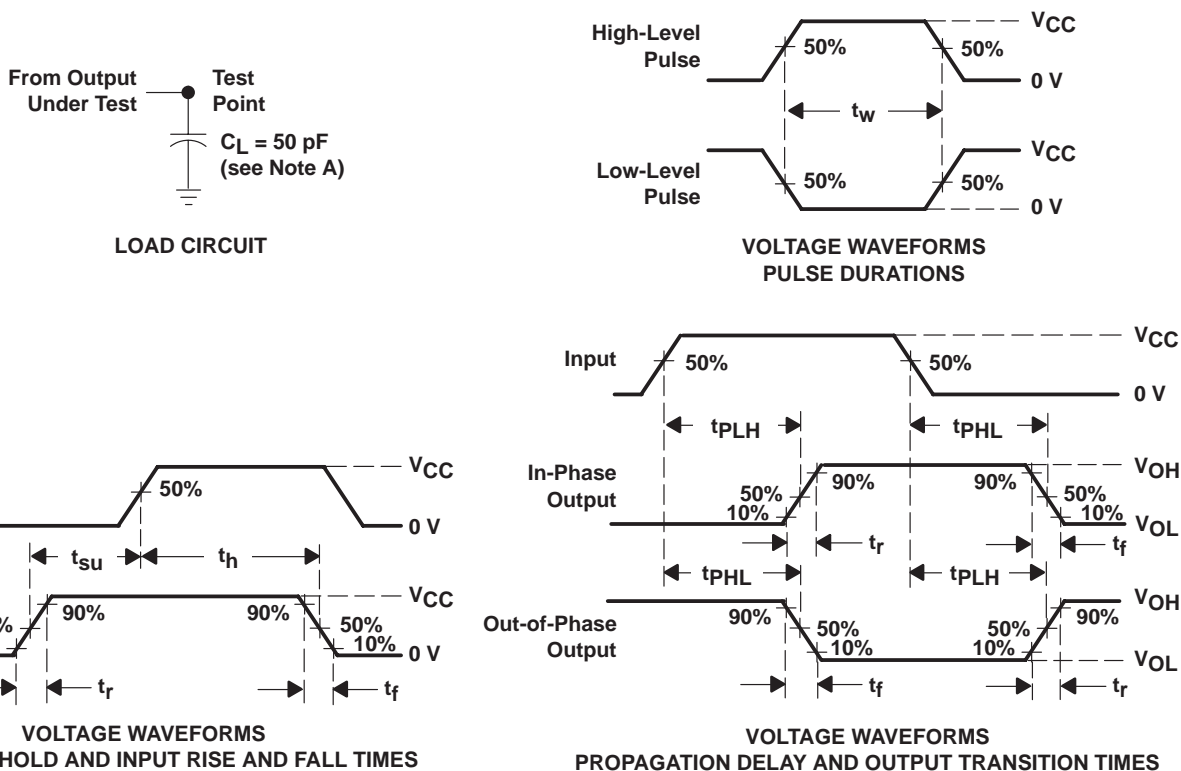 From Output
Under Test
Test
Point
CL = 50 pF
(see Note A)
LOAD CIRCUIT
High-Level
Pulse
50%
50%
VCC
0 V
tw
Low-Level
Pulse
50%
50%
VCC
0 V
VOLTAGE WAVEFORMS
PULSE DURATIONS
50%
VCC
0 V
tsu
th
90%
90%
50%
10%
VCC
0 V
tr
tf
VOLTAGE WAVEFORMS
HOLD AND INPUT RISE AND FALL TIMES
Input
50%
50%
VCC
0 V
tPLH
tPHL
In-Phase
Output
50%
10%
90%
90%
50%
10%
VOH
VOL
tr
tf
tPHL
tPLH
Out-of-Phase
Output
90%
50%
10%
50%
10%
90%
VOH
VOL
tf
tr
VOLTAGE WAVEFORMS
PROPAGATION DELAY AND OUTPUT TRANSITION TIMES